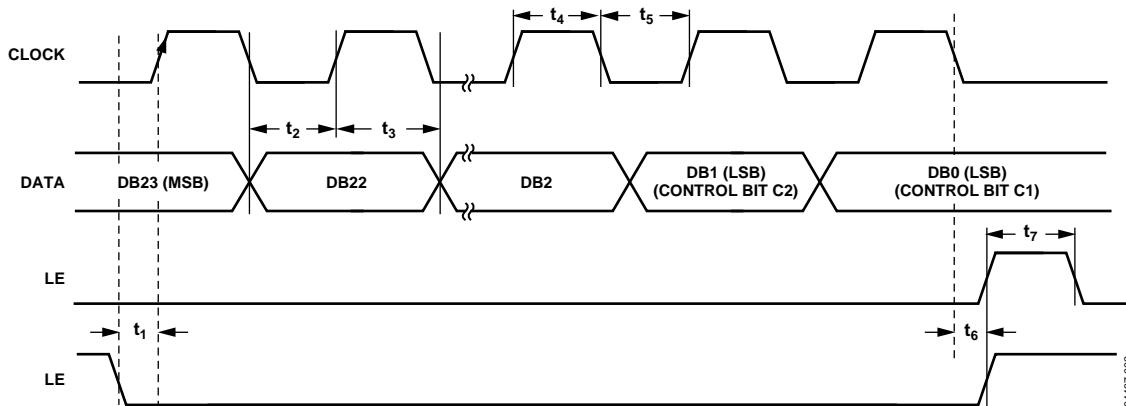 t4
t5
CLOCK
t2
t3
DATA
DB23 (MSB)
DB22
DB2
DB1 (LSB)
(CONTROL BIT C2)
DB0 (LSB)
(CONTROL BIT C1)
t7
LE
t1
t6
LE